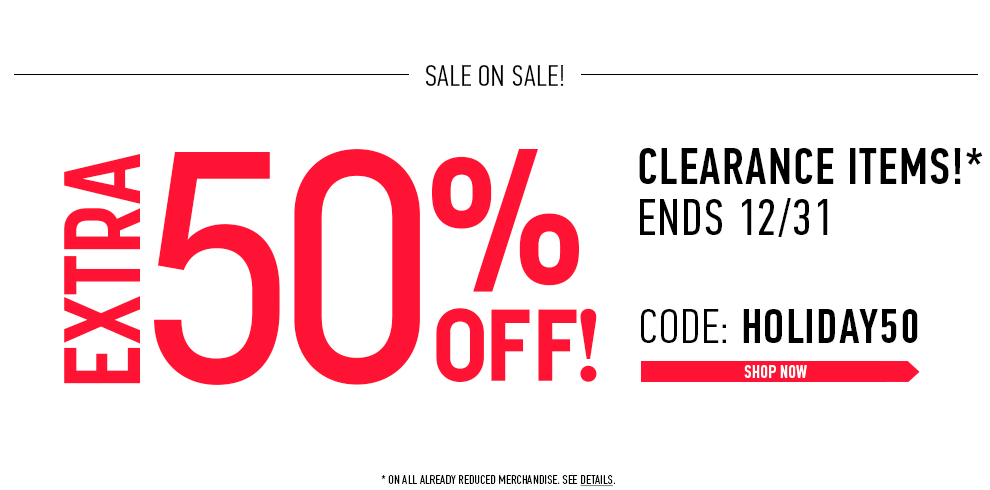 SALE ON SALE!
EXTRA
50%
OFF!
CLEARANCE ITEMS!*
ENDS 12/31
CODE: HOLIDAY50
SHOP NOW
* ON ALL ALREADY REDUCED MERCHANDISE. SEE DETAILS.